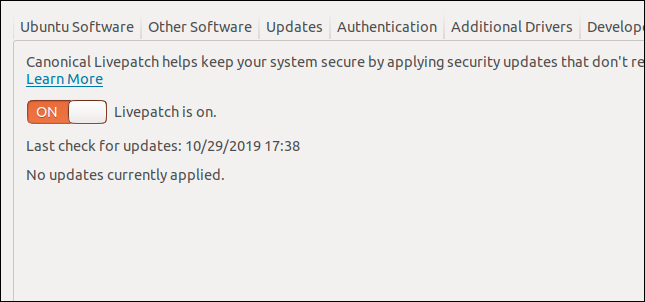 Ubuntu Software Other Software Updates Authentication Additional Drivers Develope
Canonical Livepatch helps keep your system secure by applying security updates that don't re
Learn More
ON Livepatch is on.
Last check for updates: 10/29/2019 17:38
No updates currently applied.